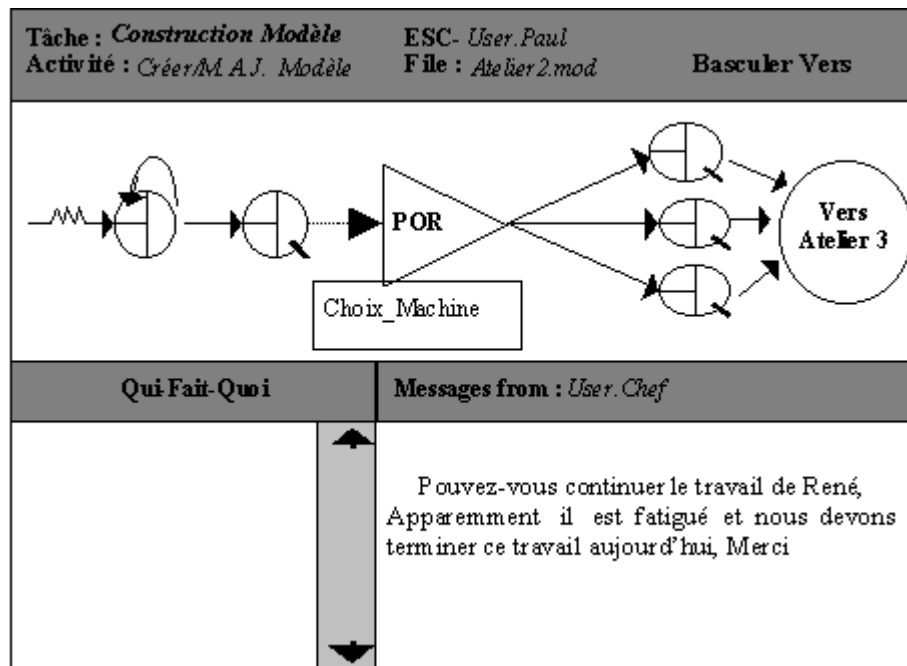 Tâche : Construction Modèle ESC- User.Paul
Activité : Créer/M.A.J. Modèle File : Atelier2.mod Basculer Vers
POR
Vers
Atelier 3
Choix_Machine
Qui-Fait-Quoi Messages from : User.Chef
Pouvez-vous continuer le travail de René,
Apparemment il est fatigué et nous devons
terminer ce travail aujourd'hui, Merci